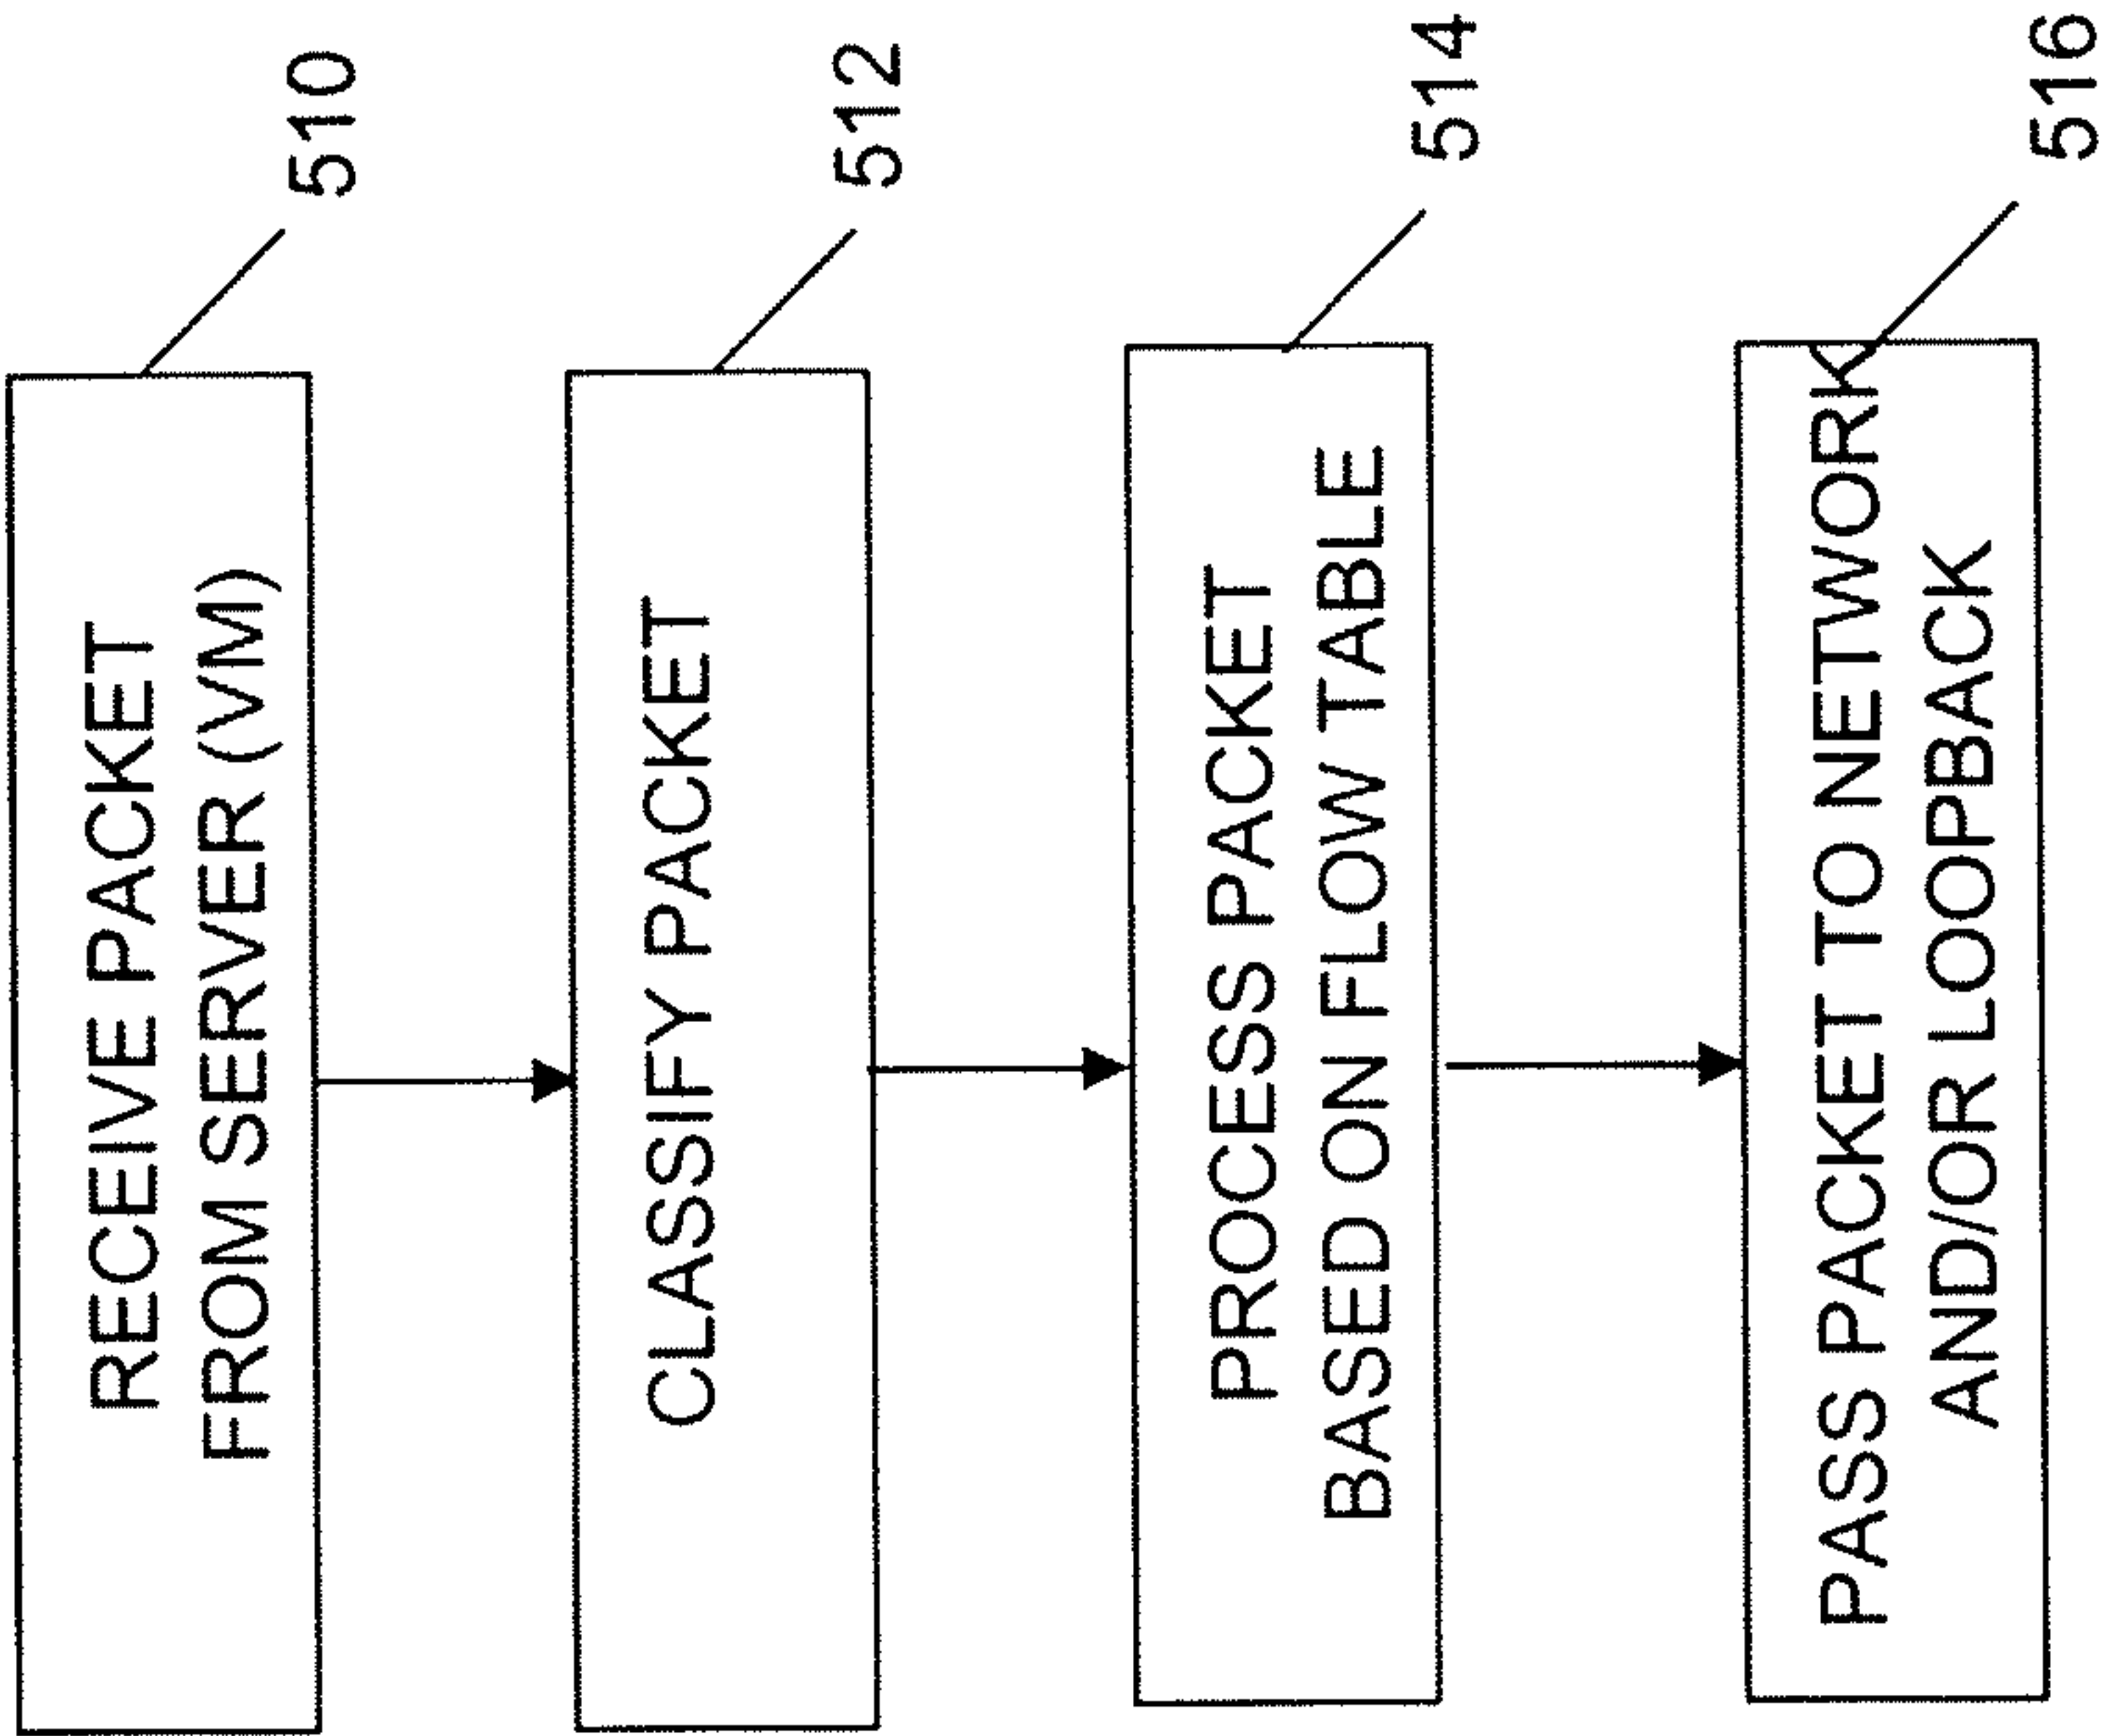 RECEIVE PACKET
FROM SERVER (VM)
510
CLASSIFY PACKET
512
PROCESS PACKET
BASED ON FLOW TABLE
514
PASS PACKET TO NETWORK
AND/OR LOOPBACK
516